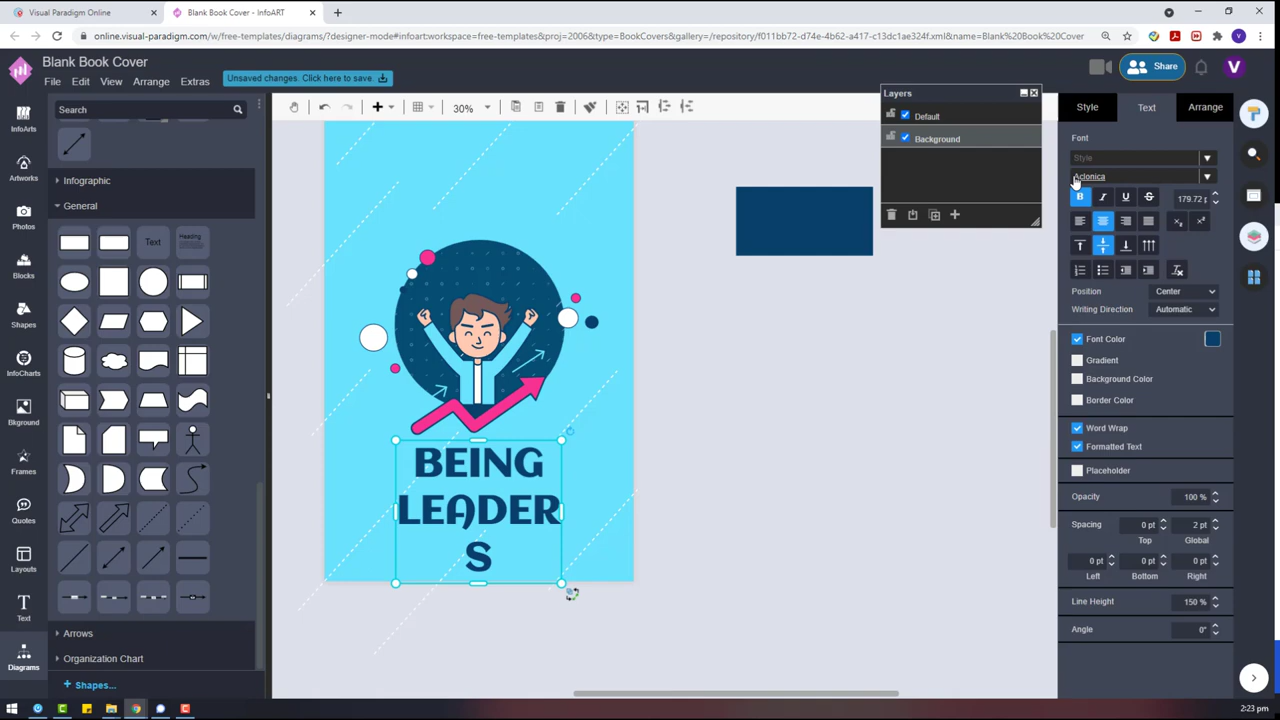 Visual Paradigm Online
Blank Book Cover - InfoART
online.visual-paradigm.com/w/free-templates/diagrams/?designer-mode#infoart:workspace=free-templates&proj=2006&type=BookCovers&gallery=/repository/f011bb72-d74e-4b62-a417-c13dc1ae324f.xml&name=Blank%20Book%20Cover
Blank Book Cover
File Edit View Arrange Extras
Unsaved changes. Click here to save.
Share
V
Search
30%
Layers
Default
Background
Style Text Arrange
InfoArts
Artworks
Photos
Blocks
Shapes
InfoCharts
Bkground
Frames
Quotes
Layouts
Text
Diagrams
Infographic
General
Text
Heading
Arrows
Organization Chart
+ Shapes...
BEING
LEADER
S
Font
Style
Aclonica
B I U S 179.72 p
Position Center
Writing Direction Automatic
Font Color
Gradient
Background Color
Border Color
Word Wrap
Formatted Text
Placeholder
Opacity 100 %
Spacing 0 pt 2 pt
Top Global
0 pt 0 pt 0 pt
Left Bottom Right
Line Height 150 %
Angle 0°
2:23 pm